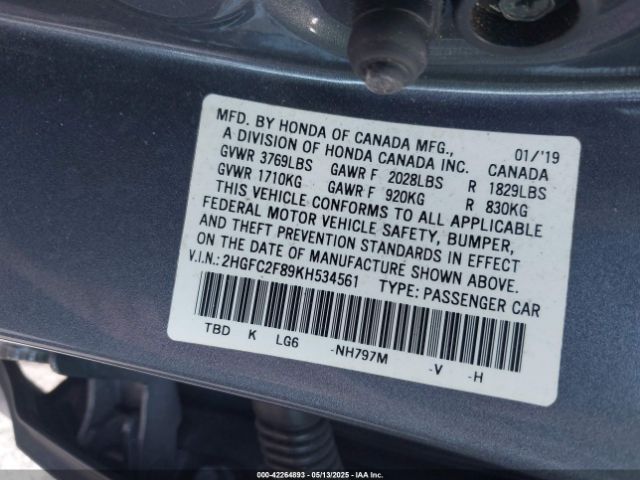 MFD. BY HONDA OF CANADA MFG., 01/'19
A DIVISION OF HONDA CANADA INC. CANADA
GVWR 3769LBS GAWR F 2028LBS R 1829LBS
GVWR 1710KG GAWR F 920KG R 830KG
THIS VEHICLE CONFORMS TO ALL APPLICABLE
FEDERAL MOTOR VEHICLE SAFETY, BUMPER,
AND THEFT PREVENTION STANDARDS IN EFFECT
ON THE DATE OF MANUFACTURE SHOWN ABOVE.
V.I.N.: 2HGFC2F89KH534561 TYPE: PASSENGER CAR
TBD K LG6 -NH797M -V -H
000-42264893 - 05/13/2025 - IAA Inc.